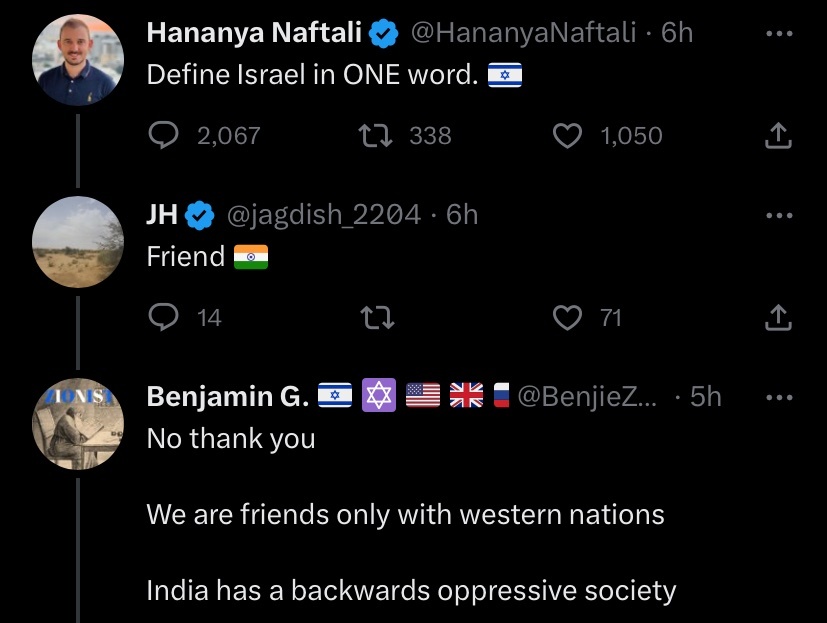 Hananya Naftali @HananyaNaftali · 6h
Define Israel in ONE word. 🇮🇱
2,067 338 1,050
JH @jagdish_2204 · 6h
Friend 🇮🇳
14 71
ZIONIST
Benjamin G. 🇮🇱 🔯 🇺🇸 🇬🇧 @BenjieZ... · 5h
No thank you
We are friends only with western nations
India has a backwards oppressive society